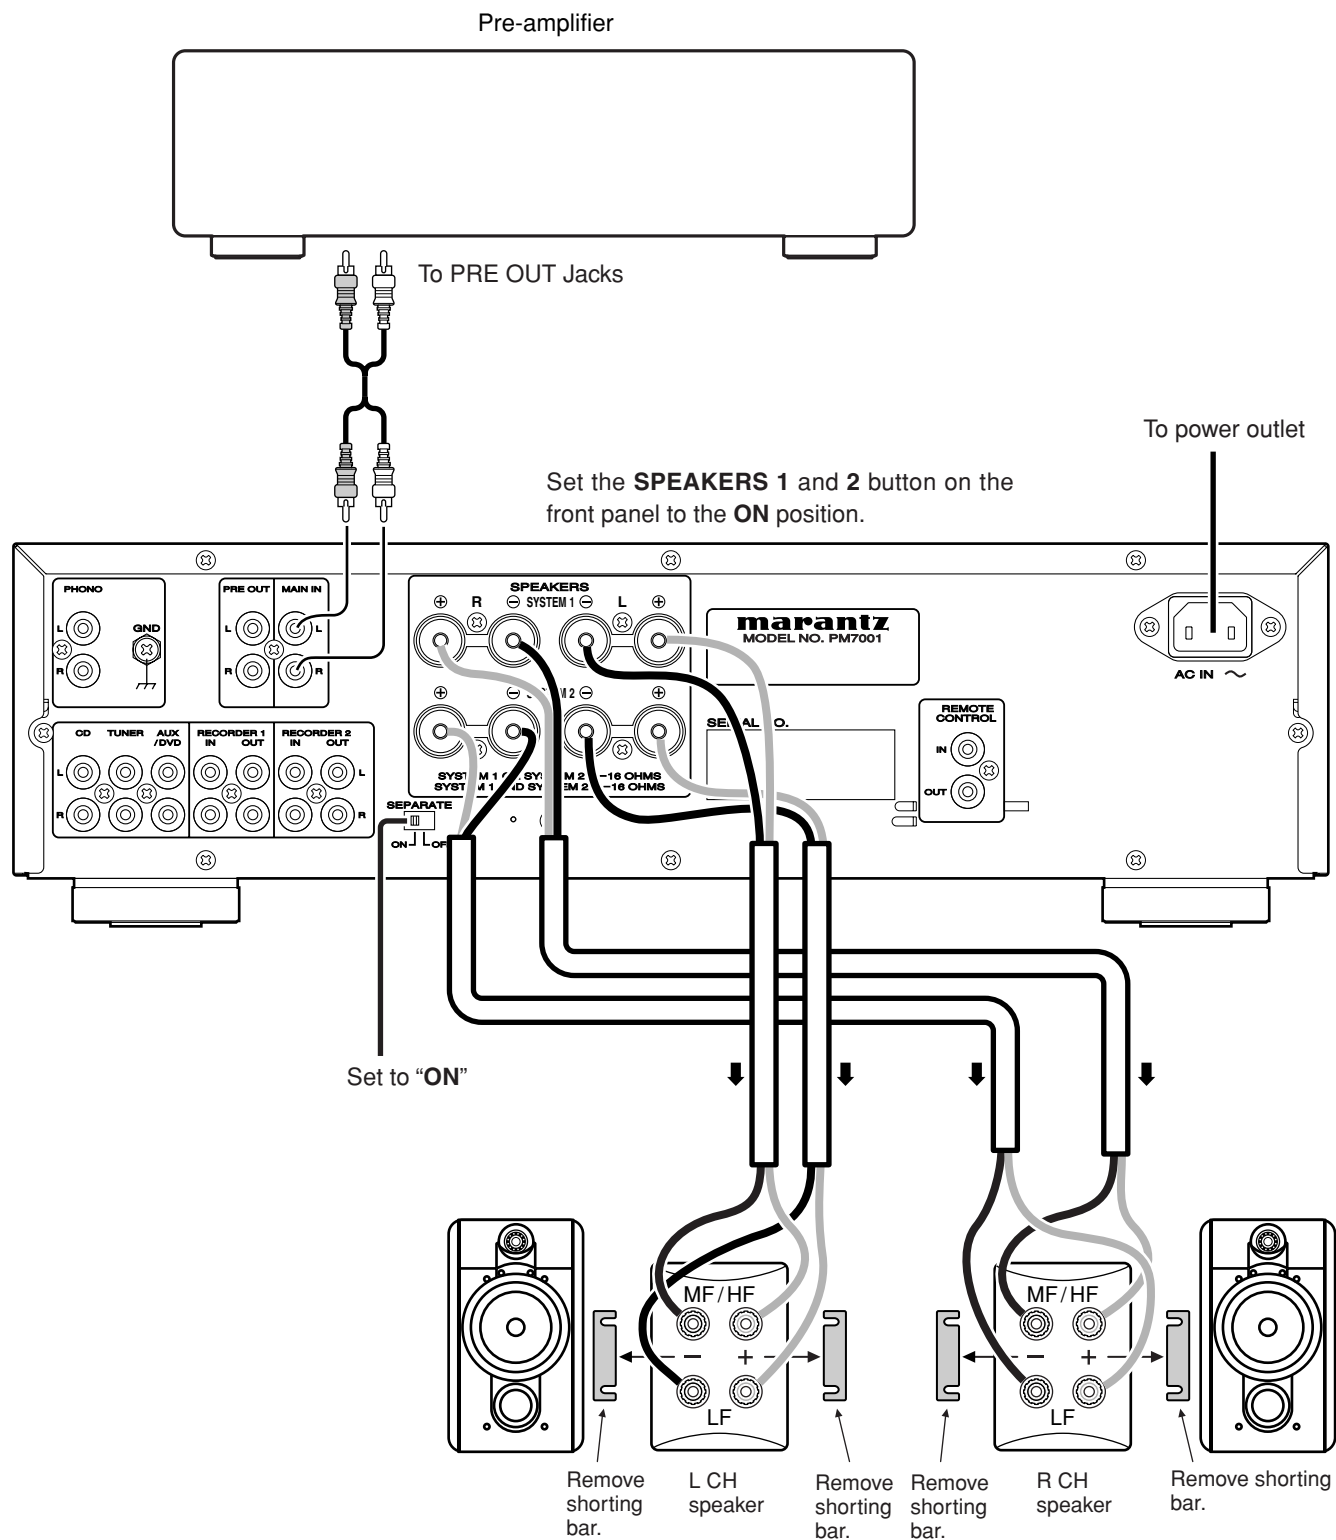 Pre-amplifier
To PRE OUT Jacks
To power outlet
Set the SPEAKERS 1 and 2 button on the
front panel to the ON position.
PHONO
L
R
GND
PRE OUT
MAIN IN
L
L
R
R
SPEAKERS
R
SYSTEM 1
L
marantz
MODEL NO. PM7001
AC IN
REMOTE
CONTROL
IN
OUT
CD
TUNER
AUX
/DVD
RECORDER 1
IN
OUT
RECORDER 2
IN
OUT
L
L
R
R
SEPARATE
ON
Set to “ON”
MF/HF
− +
LF
MF/HF
− +
LF
Remove
shorting
bar.
L CH
speaker
Remove
shorting
bar.
Remove
shorting
bar.
R CH
speaker
Remove shorting
bar.